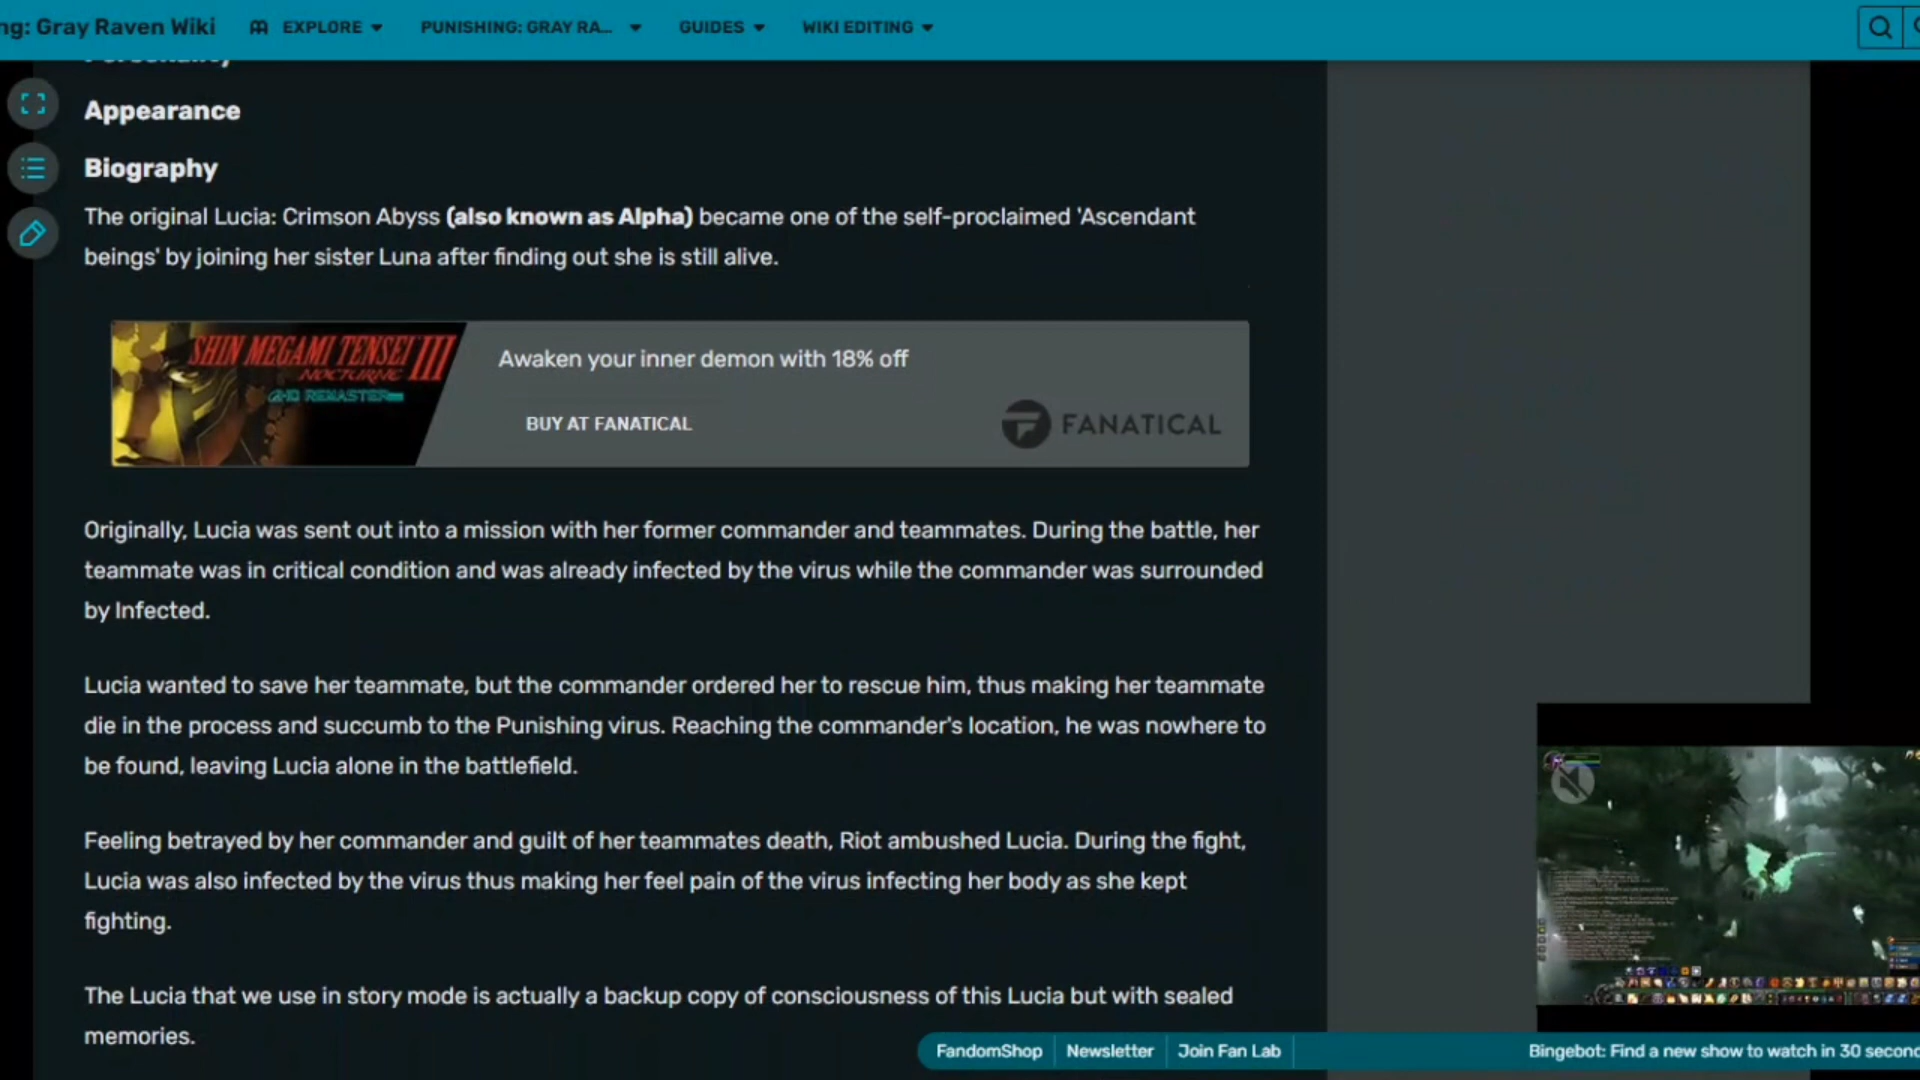 ng: Gray Raven Wiki EXPLORE PUNISHING: GRAY RA... GUIDES WIKI EDITING
Personality
Appearance
Biography
The original Lucia: Crimson Abyss (also known as Alpha) became one of the self-proclaimed 'Ascendant
beings' by joining her sister Luna after finding out she is still alive.
SHIN MEGAMI TENSEI III
NOCTURNE
HD REMASTER
Awaken your inner demon with 18% off
BUY AT FANATICAL
FANATICAL
Originally, Lucia was sent out into a mission with her former commander and teammates. During the battle, her
teammate was in critical condition and was already infected by the virus while the commander was surrounded
by Infected.
Lucia wanted to save her teammate, but the commander ordered her to rescue him, thus making her teammate
die in the process and succumb to the Punishing virus. Reaching the commander's location, he was nowhere to
be found, leaving Lucia alone in the battlefield.
Feeling betrayed by her commander and guilt of her teammates death, Riot ambushed Lucia. During the fight,
Lucia was also infected by the virus thus making her feel pain of the virus infecting her body as she kept
fighting.
The Lucia that we use in story mode is actually a backup copy of consciousness of this Lucia but with sealed
memories.
FandomShop Newsletter Join Fan Lab Bingebot: Find a new show to watch in 30 second